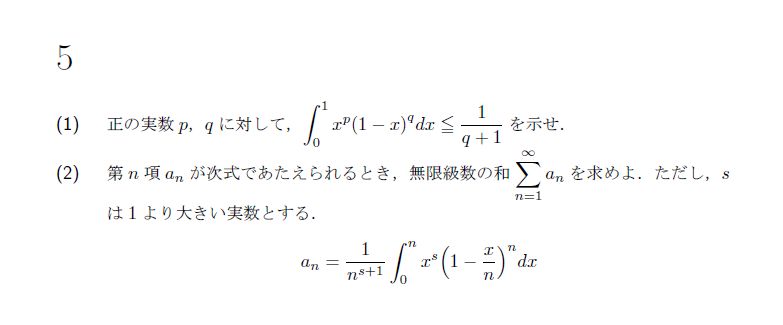 5
(1) 正の実数 p, q に対して, $\int_0^1 x^p(1-x)^q dx \leqq \frac{1}{q+1}$ を示せ.
(2) 第 n 項 $a_n$ が次式であたえられるとき, 無限級数の和 $\sum_{n=1}^{\infty} a_n$ を求めよ. ただし, s
は 1 より大きい実数とする.
$a_n = \frac{1}{n^{s+1}} \int_0^n x^s \left(1 - \frac{x}{n}\right)^n dx$